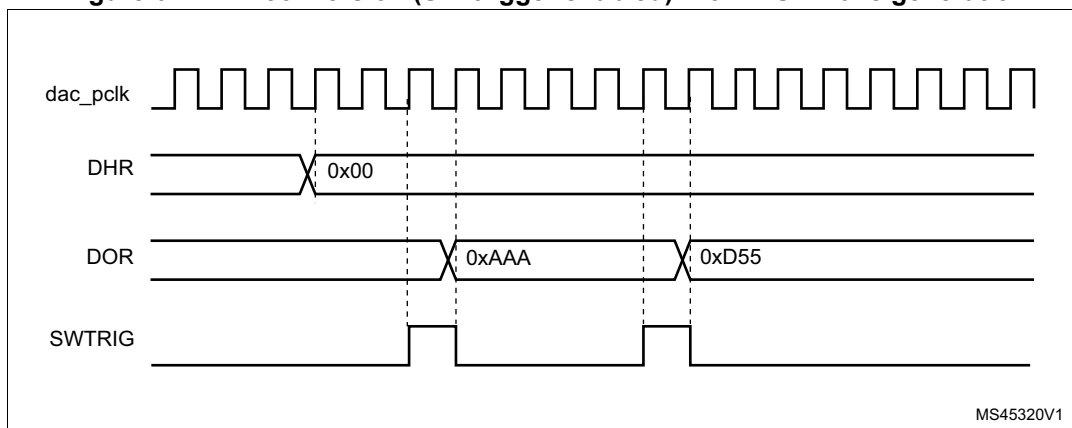 dac_pclk
DHR
0x00
DOR
0xAAA
0xD55
SWTRIG
MS45320V1